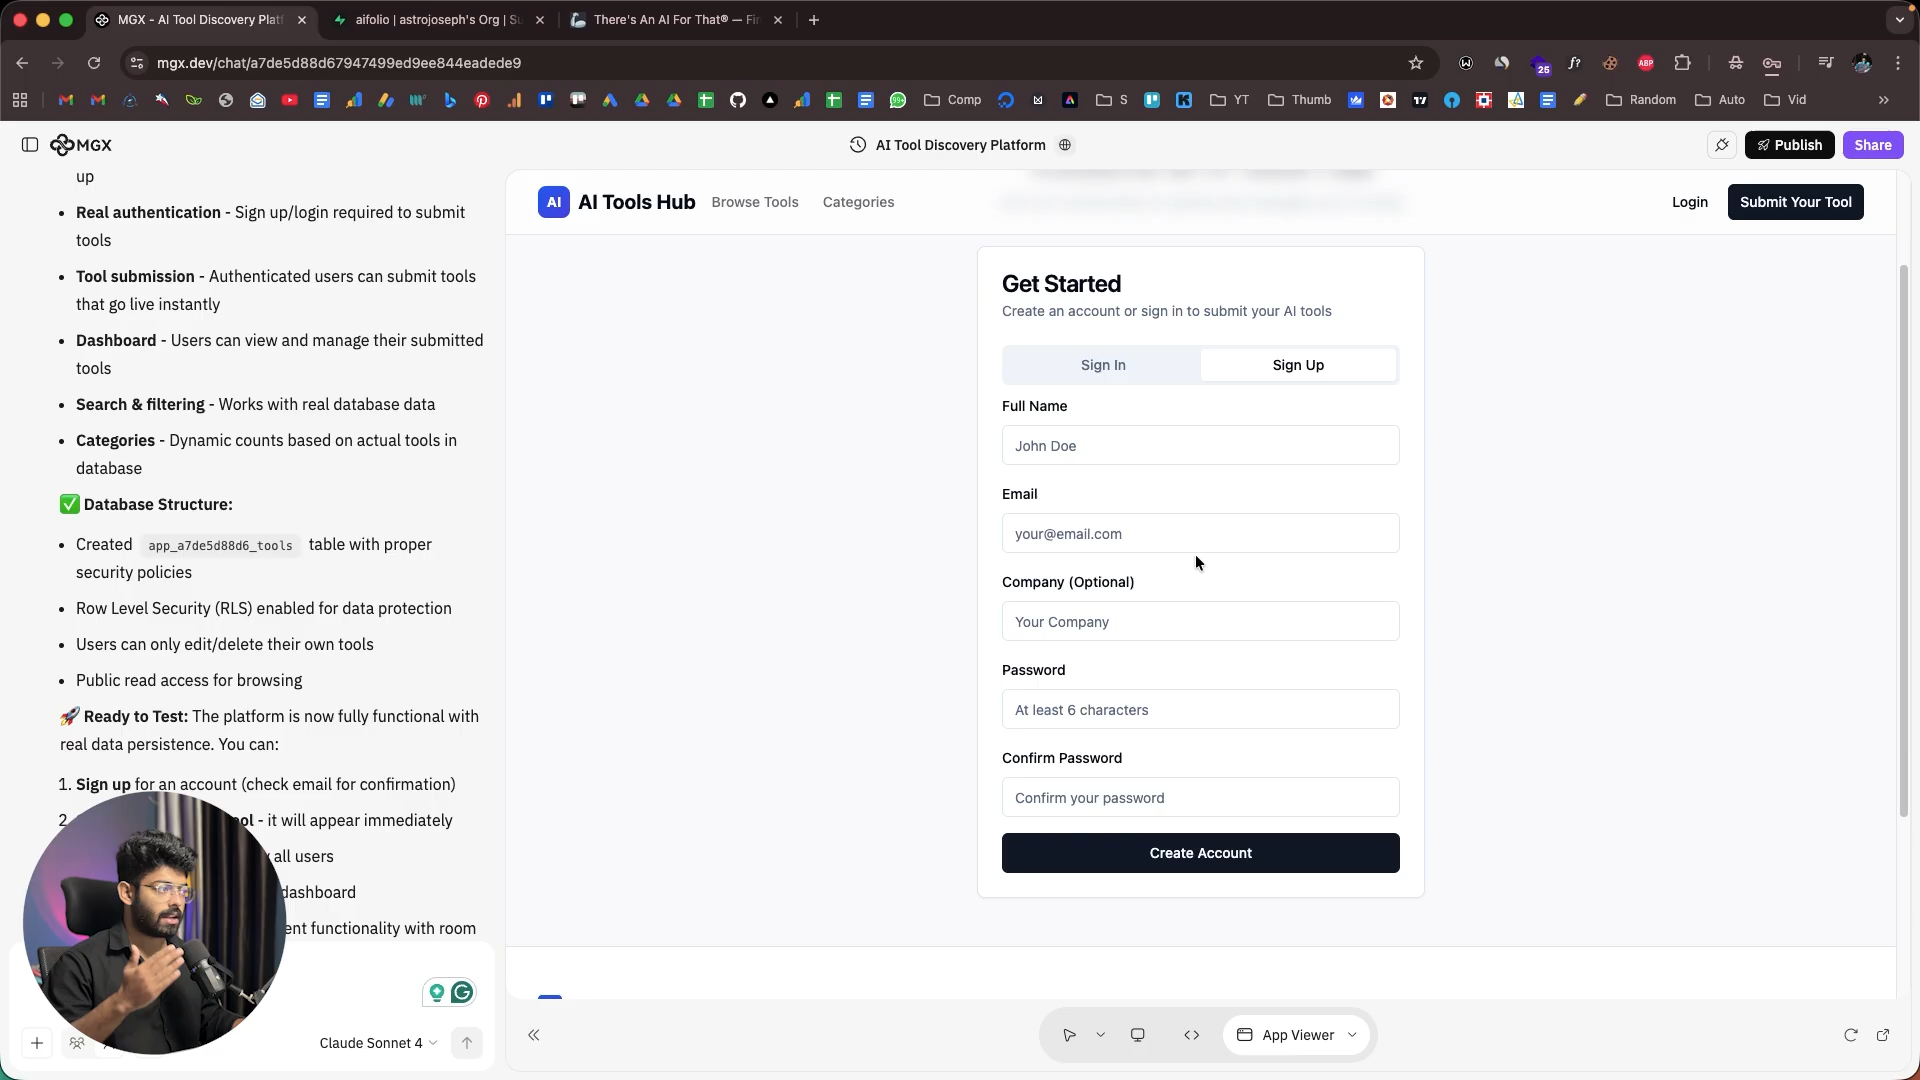 MGX - AI Tool Discovery Platf
aifolio | astrojoseph's Org | Su
There's An AI For That® — Fin
mgx.dev/chat/a7de5d88d67947499ed9ee844eadede9
25
f?
ABP
Comp
S
YT
Thumb
Random
Auto
Vid
MGX
AI Tool Discovery Platform
Publish
Share
up
• Real authentication - Sign up/login required to submit
tools
• Tool submission - Authenticated users can submit tools
that go live instantly
• Dashboard - Users can view and manage their submitted
tools
• Search & filtering - Works with real database data
• Categories - Dynamic counts based on actual tools in
database
✅ Database Structure:
• Created app_a7de5d88d6_tools table with proper
security policies
• Row Level Security (RLS) enabled for data protection
• Users can only edit/delete their own tools
• Public read access for browsing
🚀 Ready to Test: The platform is now fully functional with
real data persistence. You can:
1. Sign up for an account (check email for confirmation)
2. - it will appear immediately
all users
dashboard
functionality with room
Claude Sonnet 4
AI
AI Tools Hub
Browse Tools
Categories
Login
Submit Your Tool
Get Started
Create an account or sign in to submit your AI tools
Sign In
Sign Up
Full Name
John Doe
Email
your@email.com
Company (Optional)
Your Company
Password
At least 6 characters
Confirm Password
Confirm your password
Create Account
App Viewer